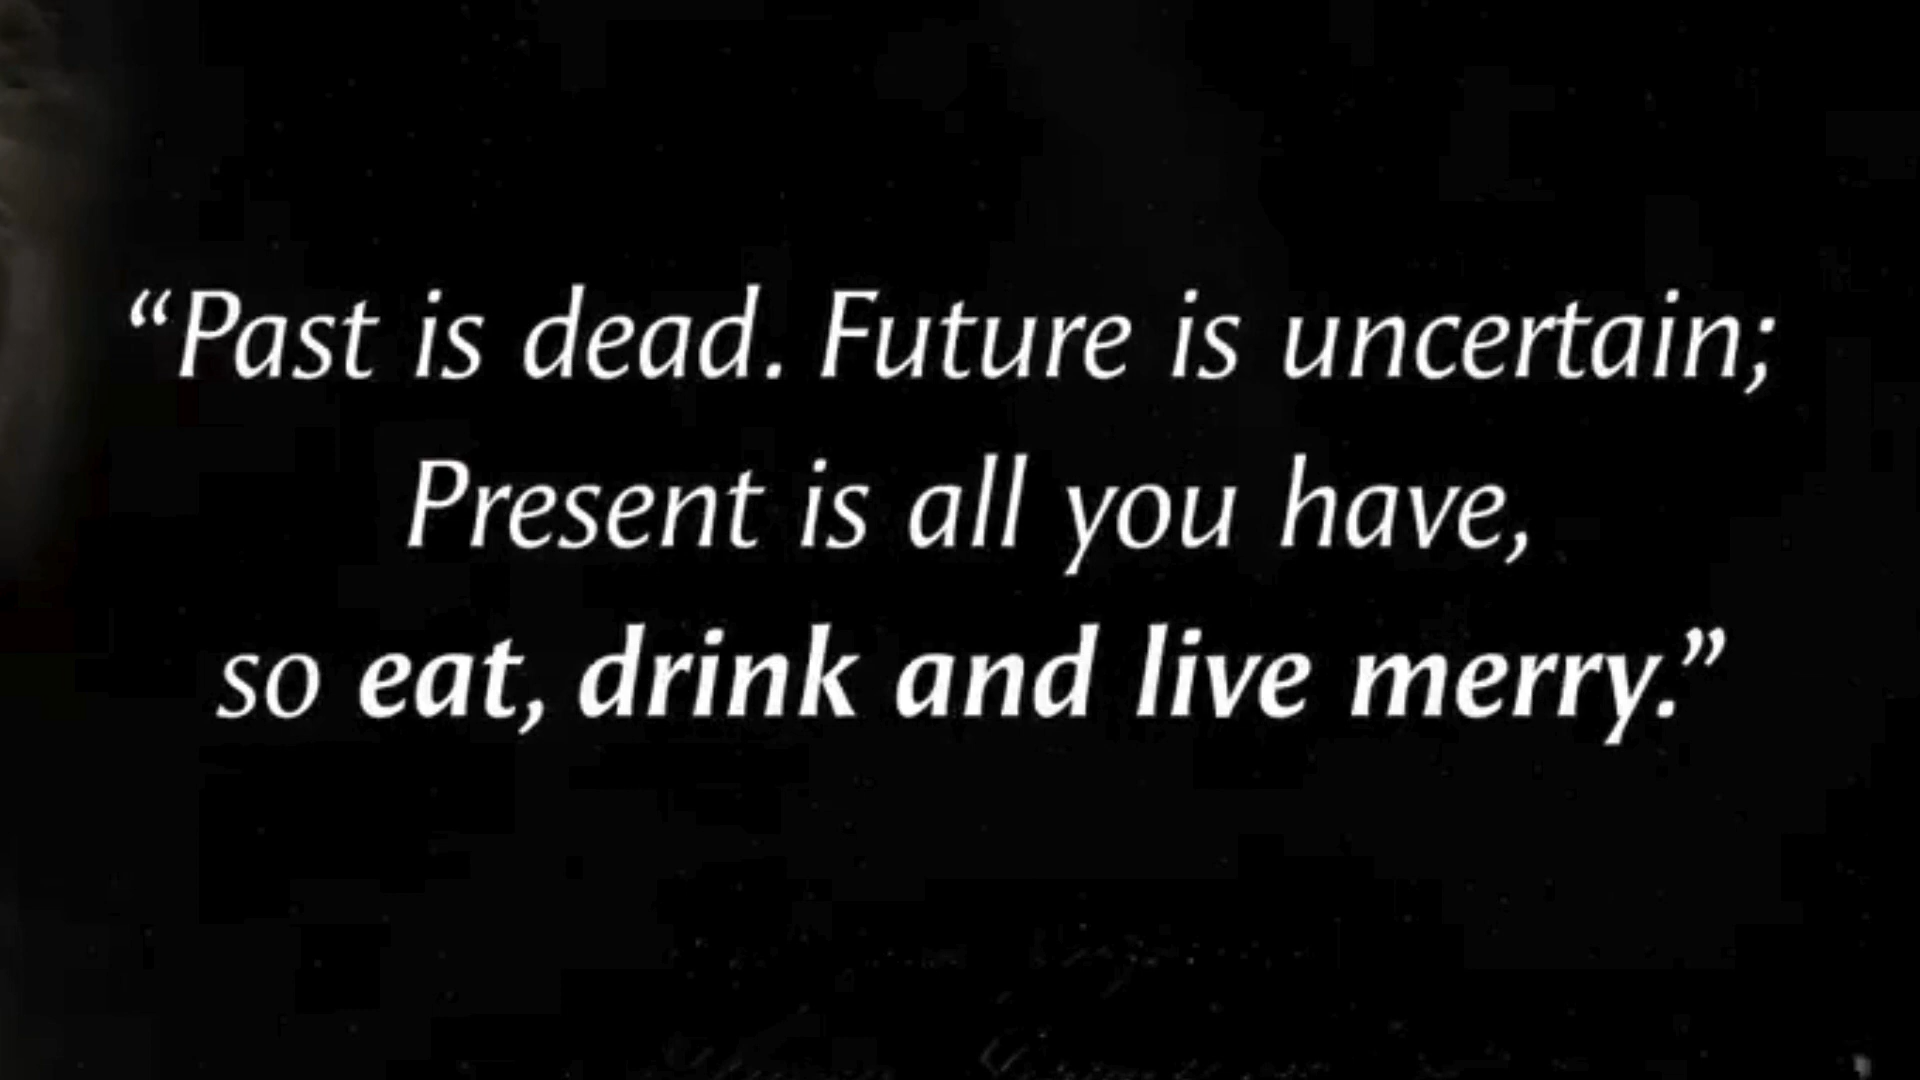 “Past is dead. Future is uncertain;
Present is all you have,
so eat, drink and live merry.”